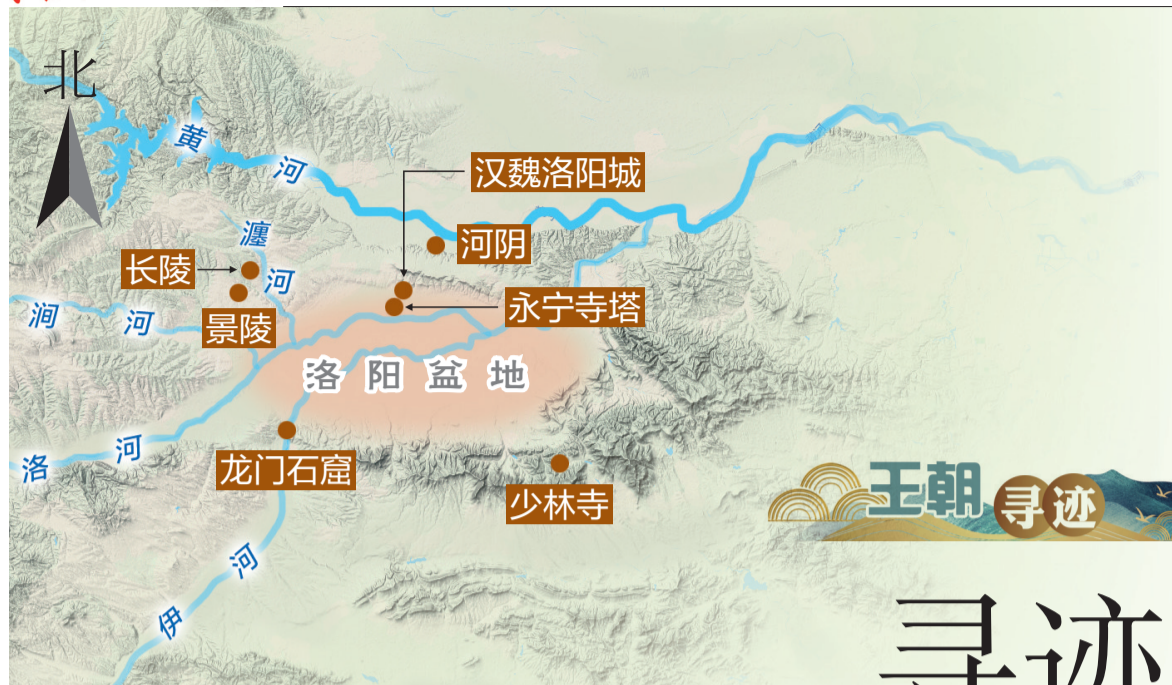 北
黄河
汉魏洛阳城
瀍河
河阴
长陵
景陵
涧河
永宁寺塔
洛阳盆地
洛河
龙门石窟
少林寺
伊河
王朝寻迹
寻迹